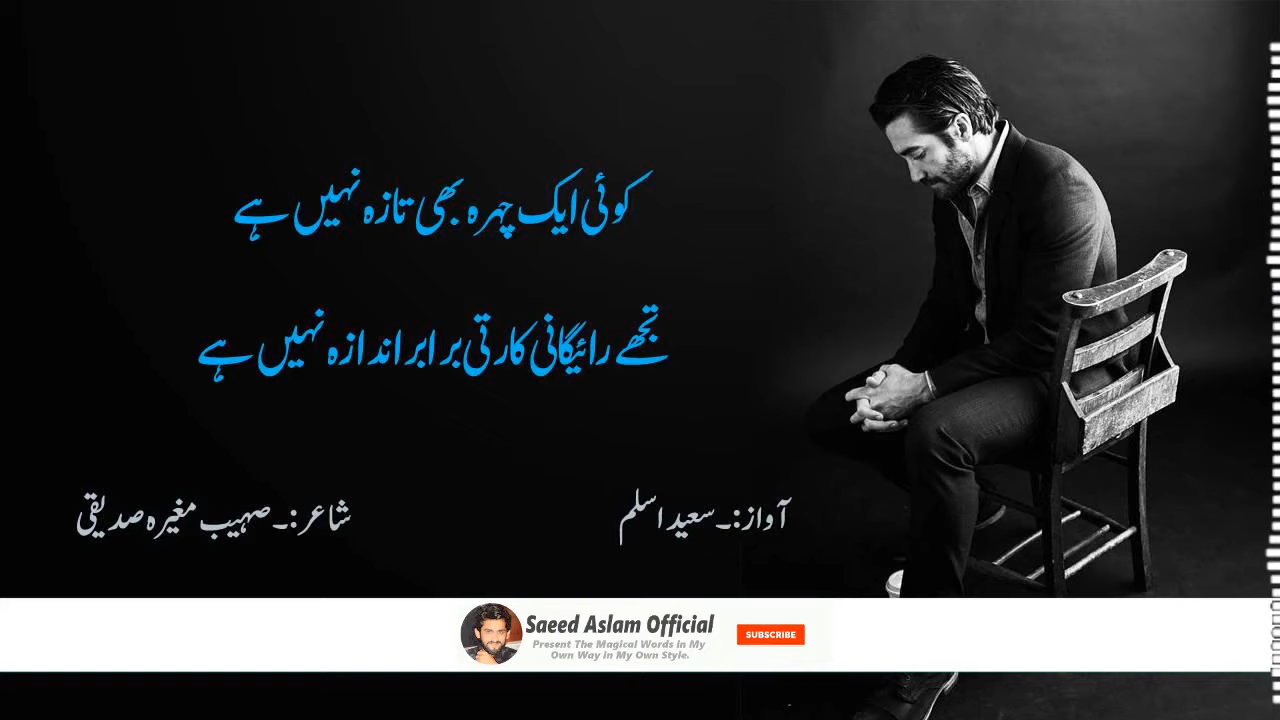 کوئی ایک چہرہ بھی تازہ نہیں ہے
تجھے رائیگانی کا رتی برابر اندازہ نہیں ہے
آواز:۔سعید اسلم
شاعر:۔صہیب مغیرہ صدیقی
Saeed Aslam Official
Present The Magical Words in My
Own Way in My Own Style.
SUBSCRIBE